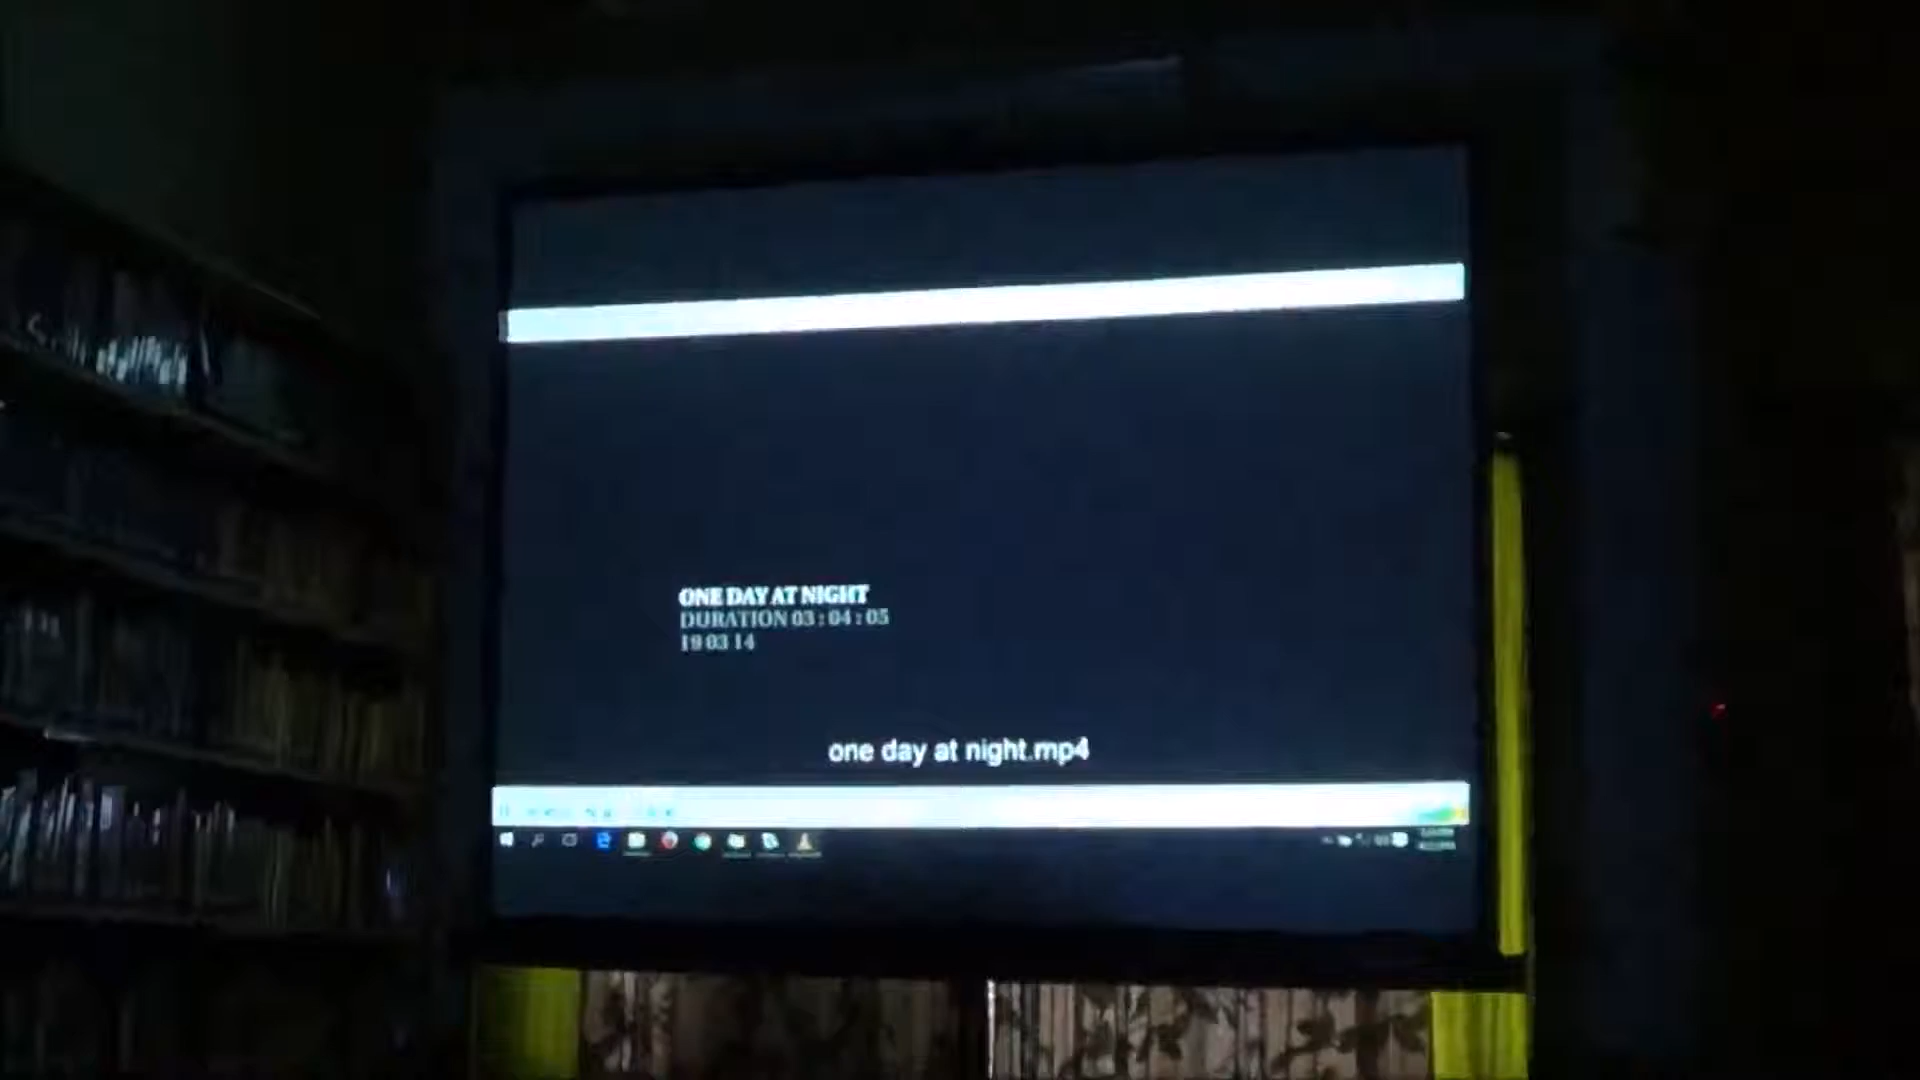 ONE DAY AT NIGHT
DURATION 03 : 04 : 05
19 03 14
one day at night.mp4